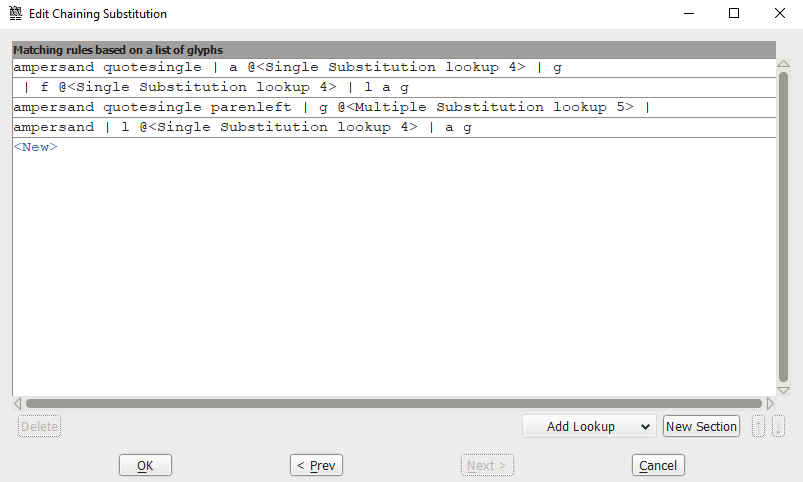 Edit Chaining Substitution
Matching rules based on a list of glyphs
ampersand quotesingle | a @<Single Substitution lookup 4> | g
| f @<Single Substitution lookup 4> | l a g
ampersand quotesingle parenleft | g @<Multiple Substitution lookup 5> |
ampersand | l @<Single Substitution lookup 4> | a g
<New>
Delete
Add Lookup
New Section
↑
↓
OK
< Prev
Next >
Cancel